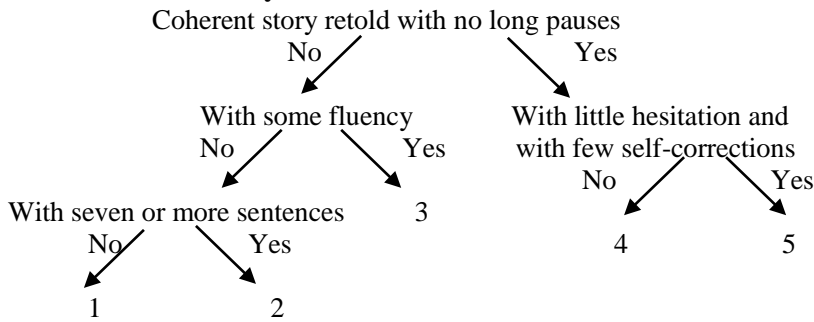 Coherent story retold with no long pauses
No Yes
With some fluency With little hesitation and
No Yes with few self-corrections
No Yes
With seven or more sentences 3
No Yes 4 5
1 2